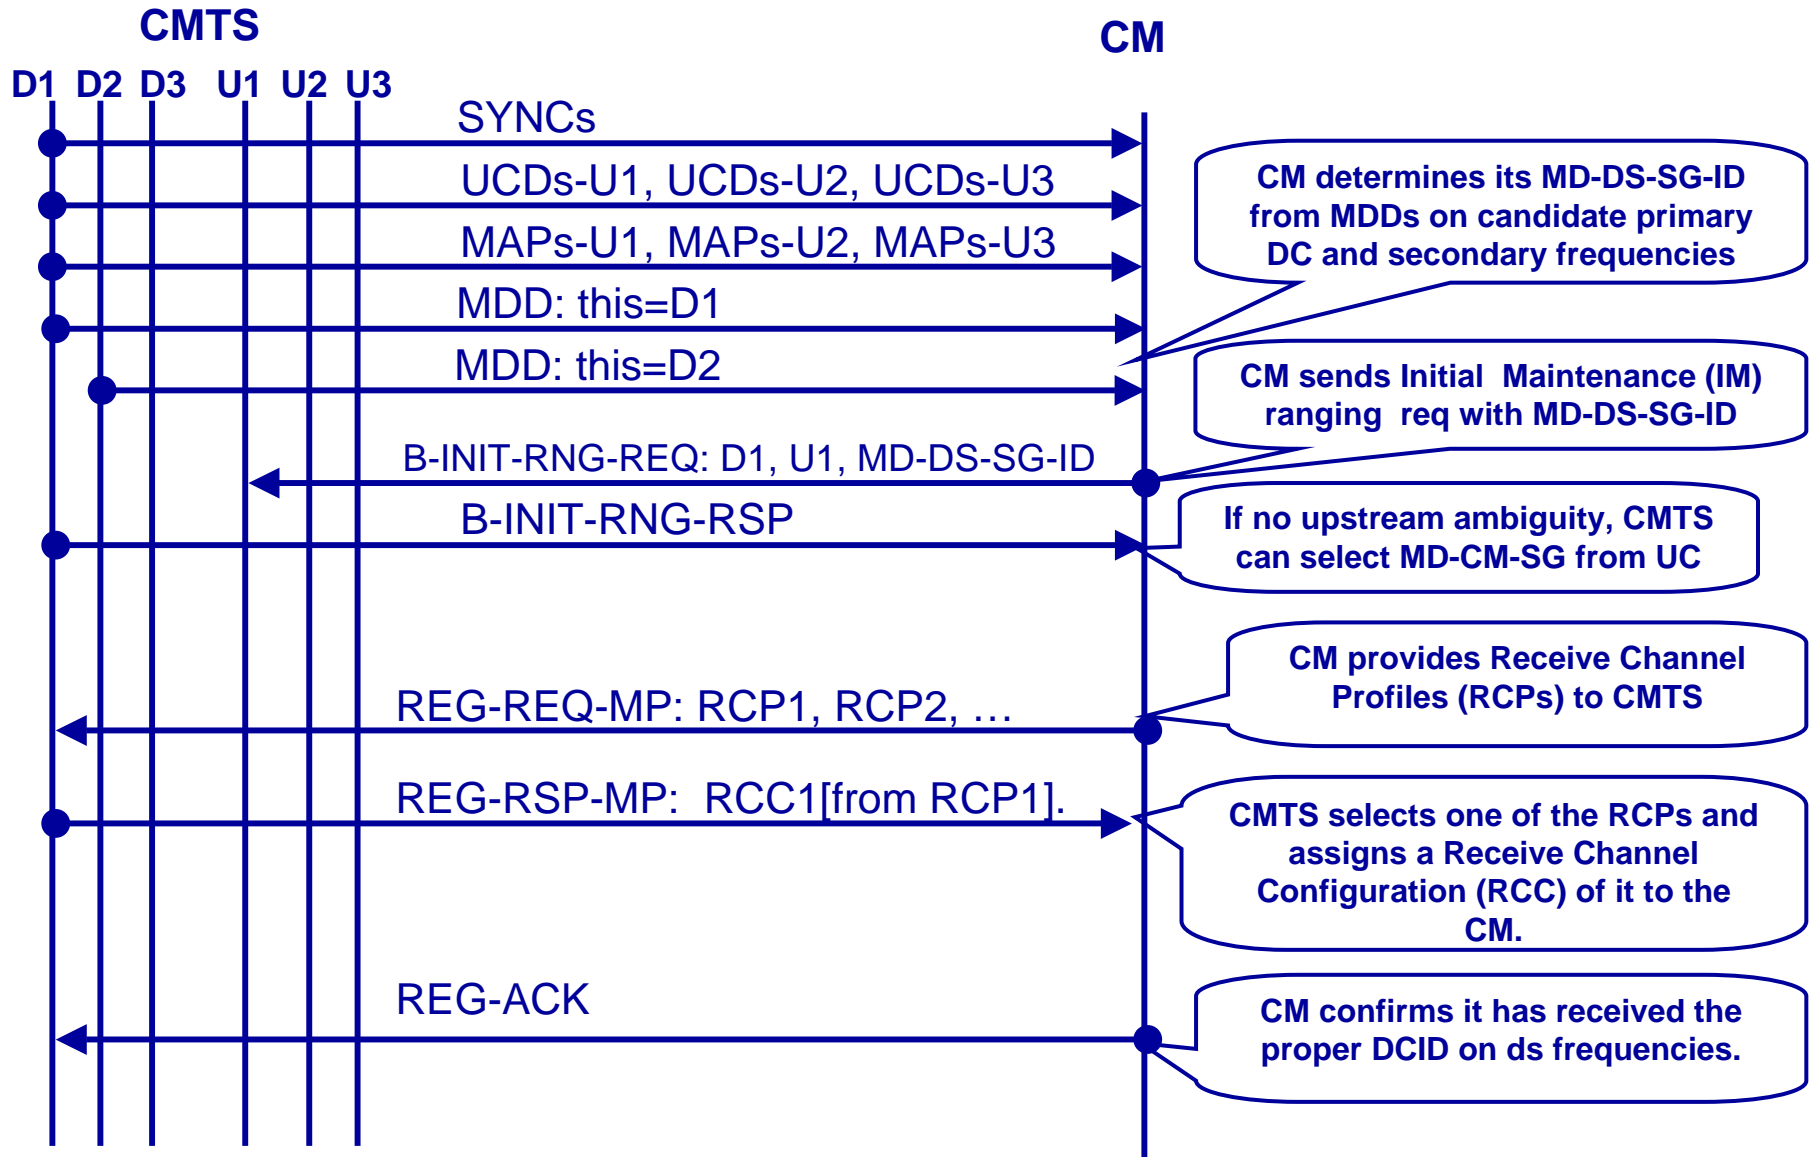 CMTS
CM
D1 D2 D3 U1 U2 U3
SYNCs
UCDs-U1, UCDs-U2, UCDs-U3
MAPs-U1, MAPs-U2, MAPs-U3
MDD: this=D1
MDD: this=D2
CM determines its MD-DS-SG-ID
from MDDs on candidate primary
DC and secondary frequencies
CM sends Initial Maintenance (IM)
ranging req with MD-DS-SG-ID
B-INIT-RNG-REQ: D1, U1, MD-DS-SG-ID
B-INIT-RNG-RSP
If no upstream ambiguity, CMTS
can select MD-CM-SG from UC
CM provides Receive Channel
Profiles (RCPs) to CMTS
REG-REQ-MP: RCP1, RCP2, …
REG-RSP-MP: RCC1[from RCP1].
CMTS selects one of the RCPs and
assigns a Receive Channel
Configuration (RCC) of it to the
CM.
REG-ACK
CM confirms it has received the
proper DCID on ds frequencies.